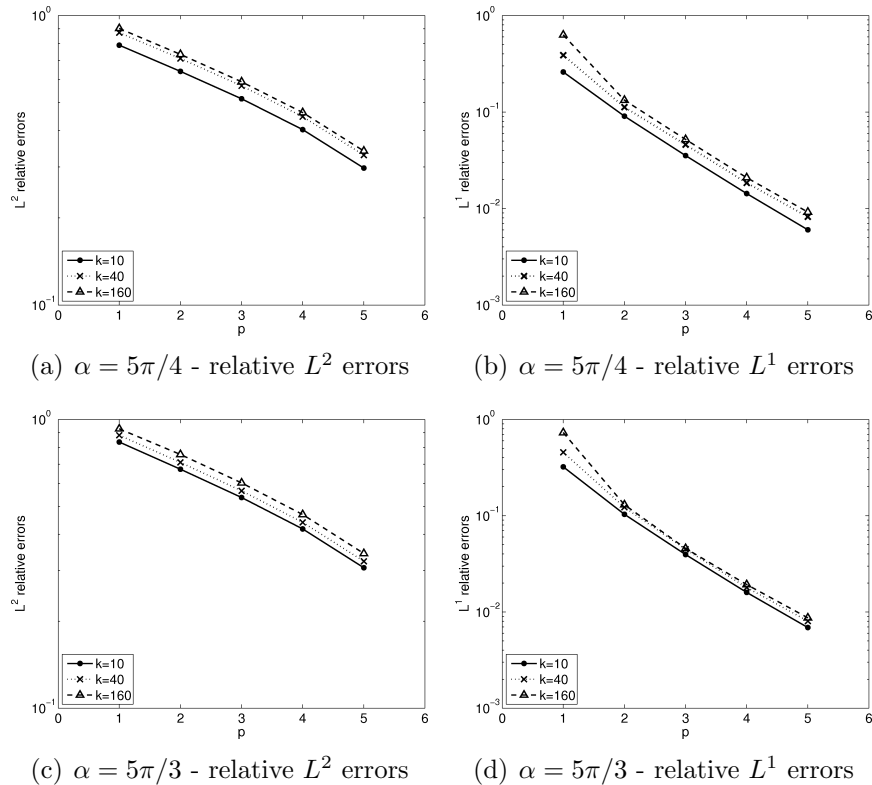 10^0
L^2 relative errors
10^-1
k=10
k=40
k=160
0 1 2 3 4 5 6
p
(a) α = 5π/4 - relative L^2 errors
10^0
10^-1
10^-2
10^-3
L^1 relative errors
k=10
k=40
k=160
0 1 2 3 4 5 6
p
(b) α = 5π/4 - relative L^1 errors
10^0
L^2 relative errors
10^-1
k=10
k=40
k=160
0 1 2 3 4 5 6
p
(c) α = 5π/3 - relative L^2 errors
10^0
10^-1
10^-2
10^-3
L^1 relative errors
k=10
k=40
k=160
0 1 2 3 4 5 6
p
(d) α = 5π/3 - relative L^1 errors